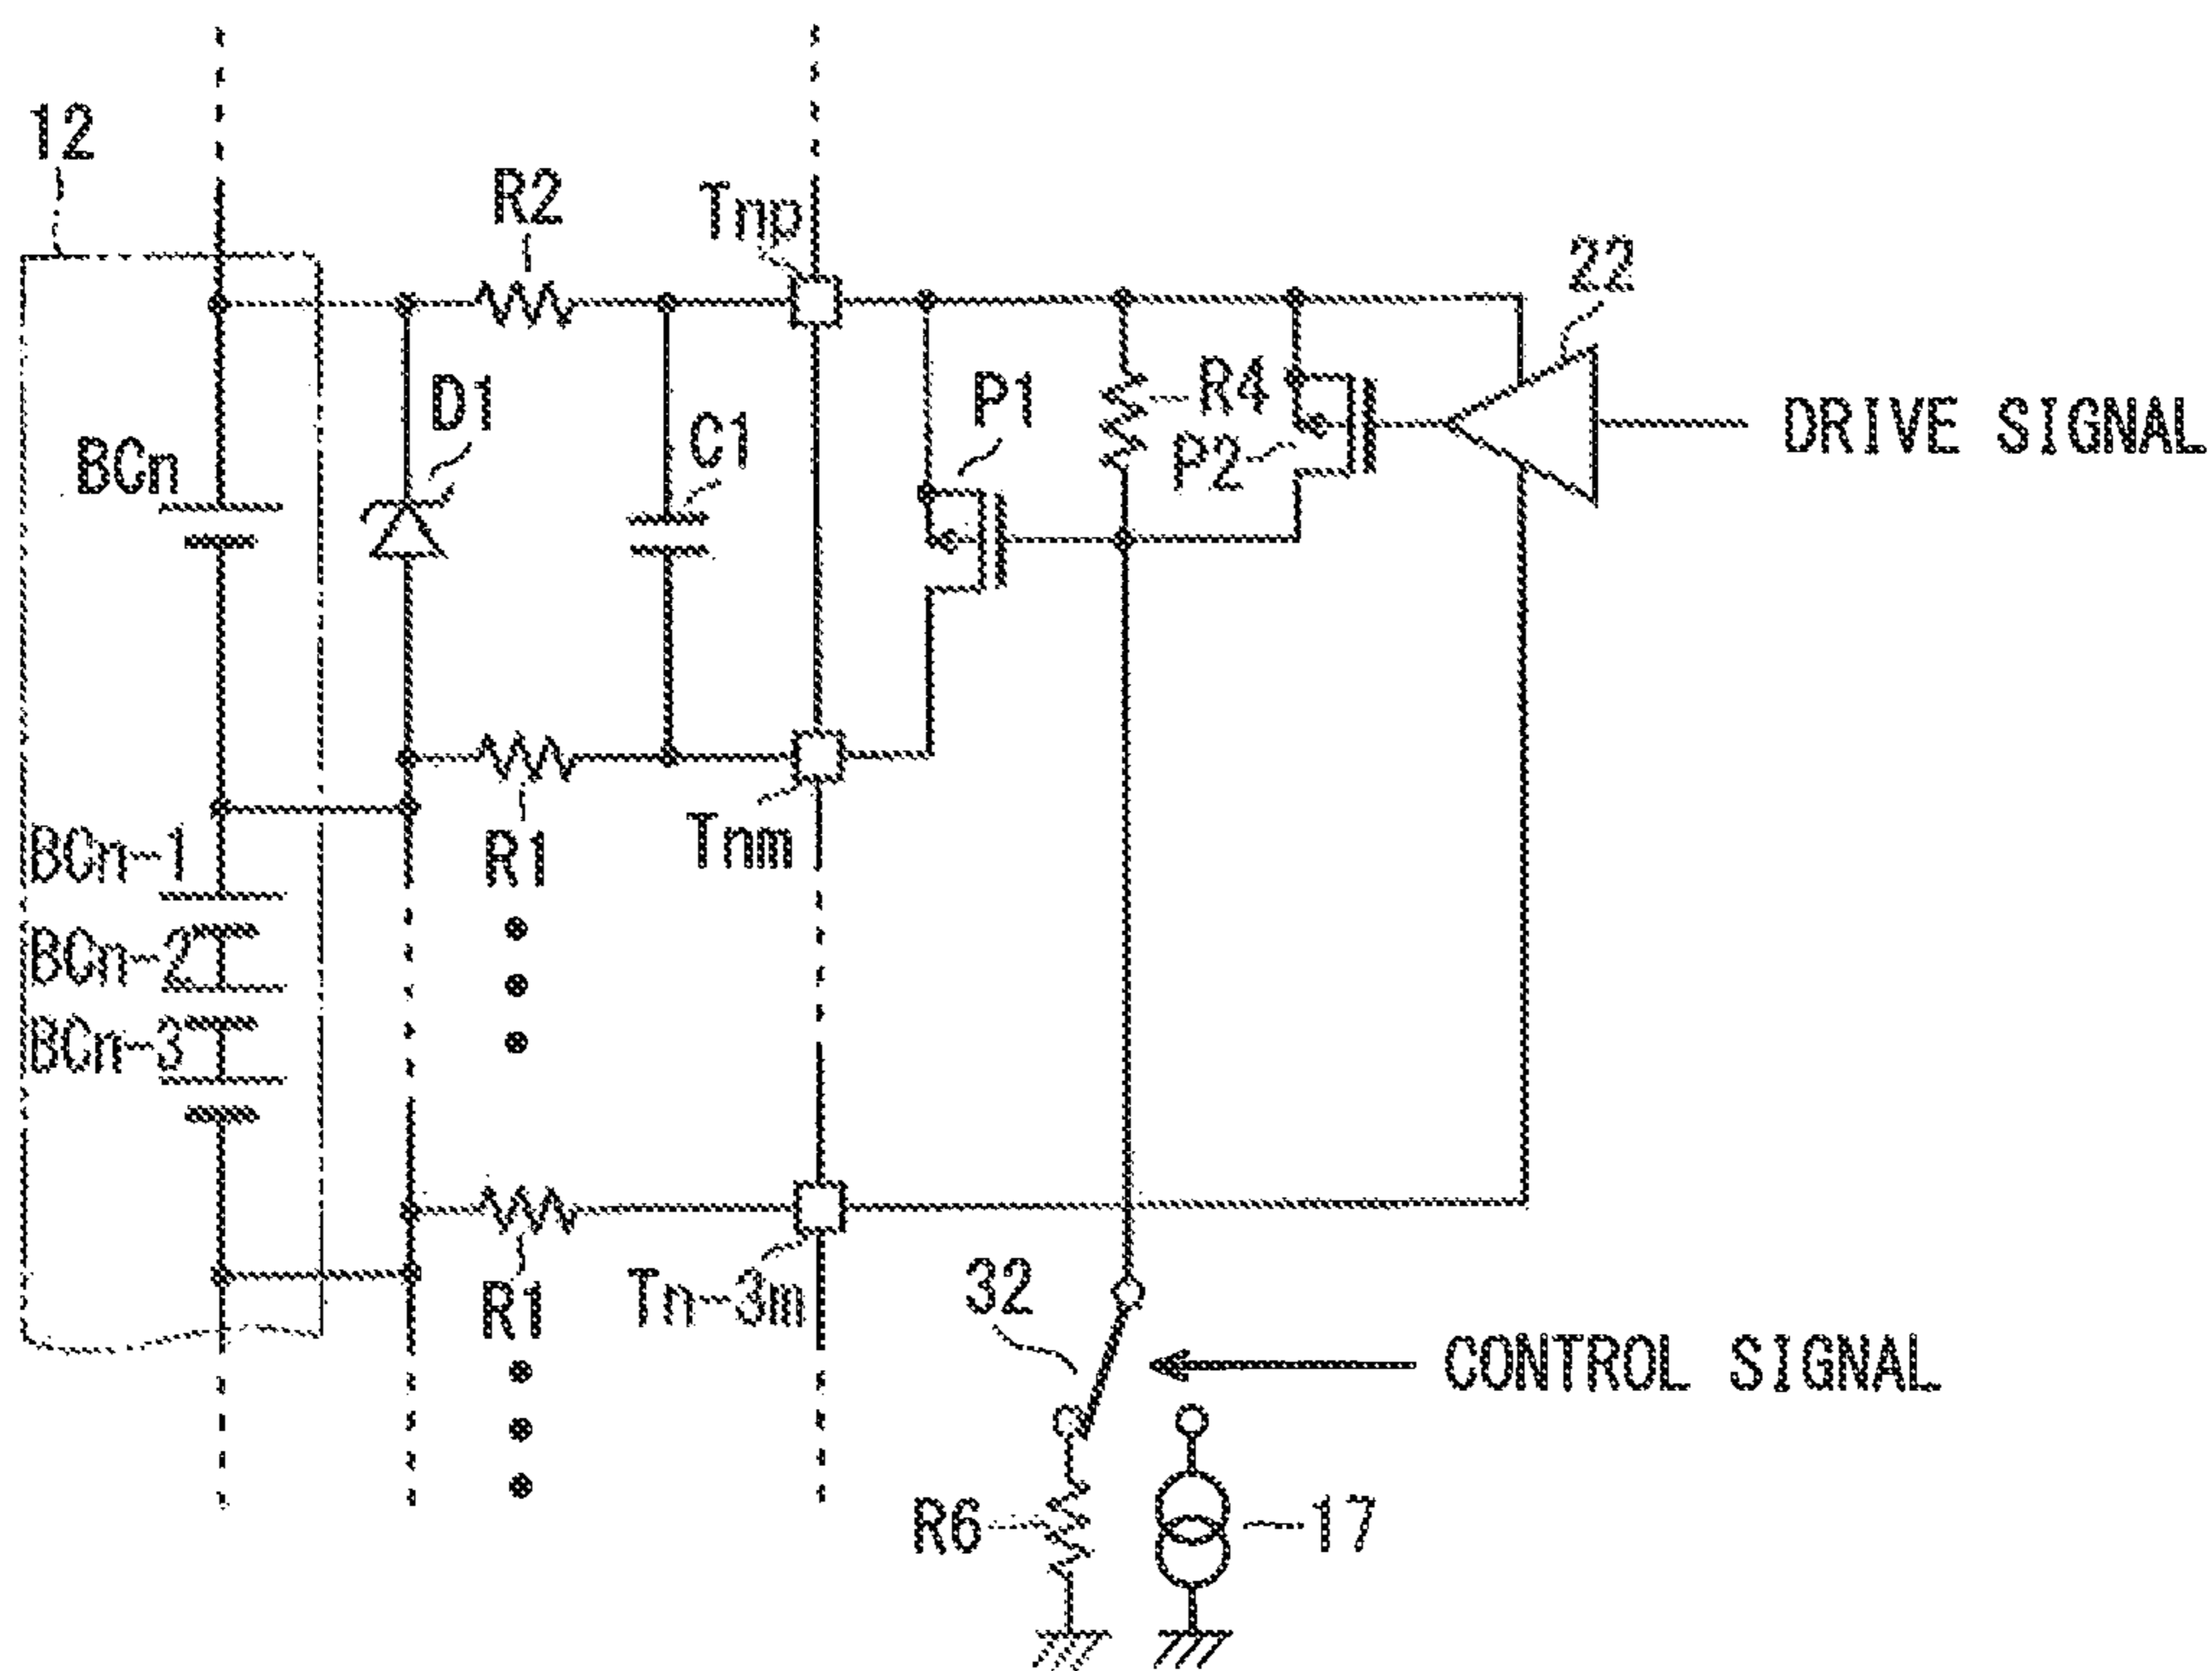 12
R2
Tnp
22
D1
C1
P1
R4
P2
DRIVE SIGNAL
BCn
BCn-1
R1
Tnm
BCn-2
BCn-3
R1
Tn-3m
32
CONTROL SIGNAL
R6
17